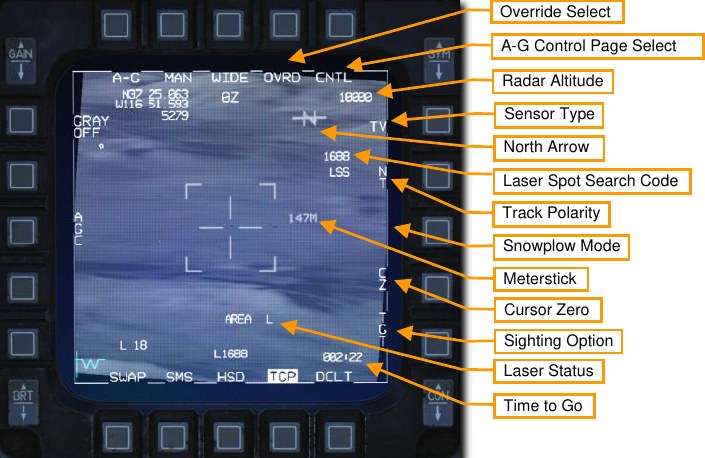 Override Select
A-G Control Page Select
GAIN
SYM
A-G MAN WIDE OVRD CNTL
Radar Altitude
N37 25.063
W116 51.593
5279
0Z
10000
GRAY
OFF
TV
Sensor Type
N
North Arrow
1688
LSS
Laser Spot Search Code
N
T
Track Polarity
A
G
C
147M
Snowplow Mode
Meterstick
C
Z
Cursor Zero
AREA L
T
G
T
Sighting Option
L 18
L1688
002:22
Laser Status
SWAP SMS HSD TGP DCLT
BRT
CON
Time to Go